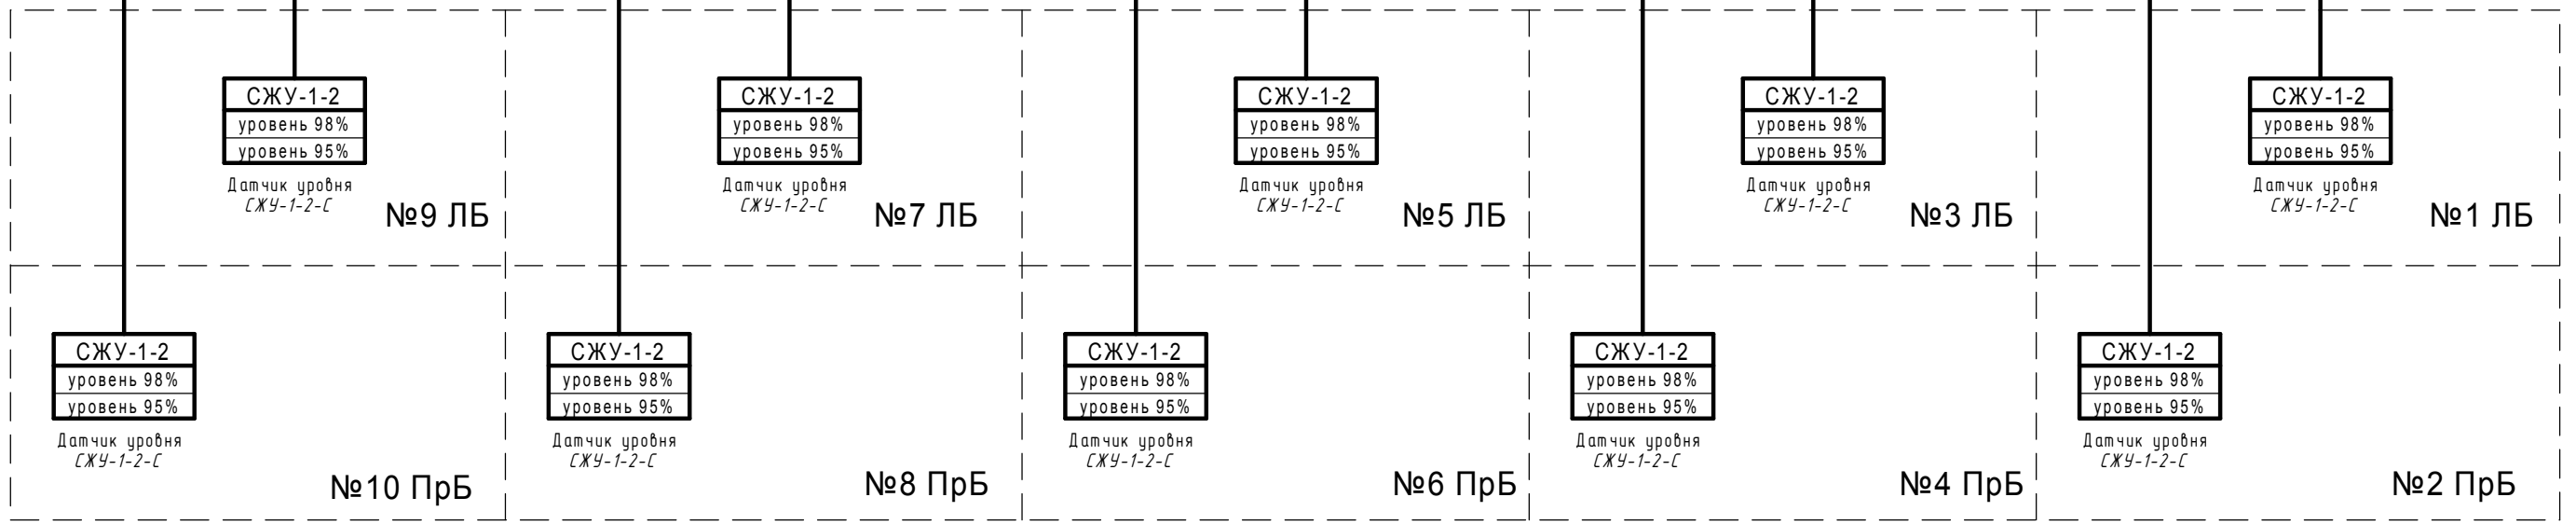 СЖУ-1-2
уровень 98%
уровень 95%
Датчик уровня
СЖУ-1-2-С
№9 ЛБ
СЖУ-1-2
уровень 98%
уровень 95%
Датчик уровня
СЖУ-1-2-С
№7 ЛБ
СЖУ-1-2
уровень 98%
уровень 95%
Датчик уровня
СЖУ-1-2-С
№5 ЛБ
СЖУ-1-2
уровень 98%
уровень 95%
Датчик уровня
СЖУ-1-2-С
№3 ЛБ
СЖУ-1-2
уровень 98%
уровень 95%
Датчик уровня
СЖУ-1-2-С
№1 ЛБ
СЖУ-1-2
уровень 98%
уровень 95%
Датчик уровня
СЖУ-1-2-С
№10 ПрБ
СЖУ-1-2
уровень 98%
уровень 95%
Датчик уровня
СЖУ-1-2-С
№8 ПрБ
СЖУ-1-2
уровень 98%
уровень 95%
Датчик уровня
СЖУ-1-2-С
№6 ПрБ
СЖУ-1-2
уровень 98%
уровень 95%
Датчик уровня
СЖУ-1-2-С
№4 ПрБ
СЖУ-1-2
уровень 98%
уровень 95%
Датчик уровня
СЖУ-1-2-С
№2 ПрБ